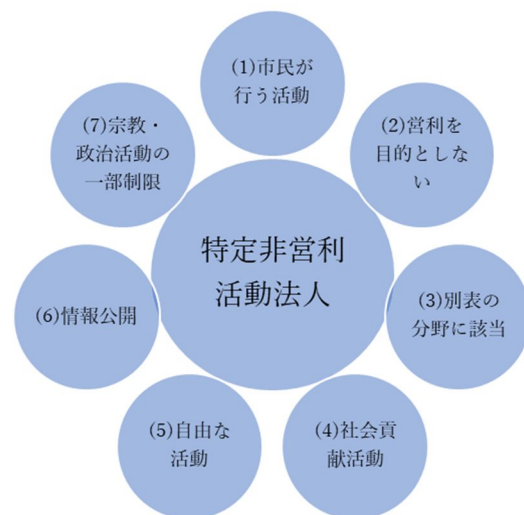 (1)市民が
行う活動
(2)営利を
目的としな
い
(3)別表の
分野に該当
(4)社会貢
献活動
(5)自由な
活動
(6)情報公開
(7)宗教・
政治活動の
一部制限
特定非営利
活動法人